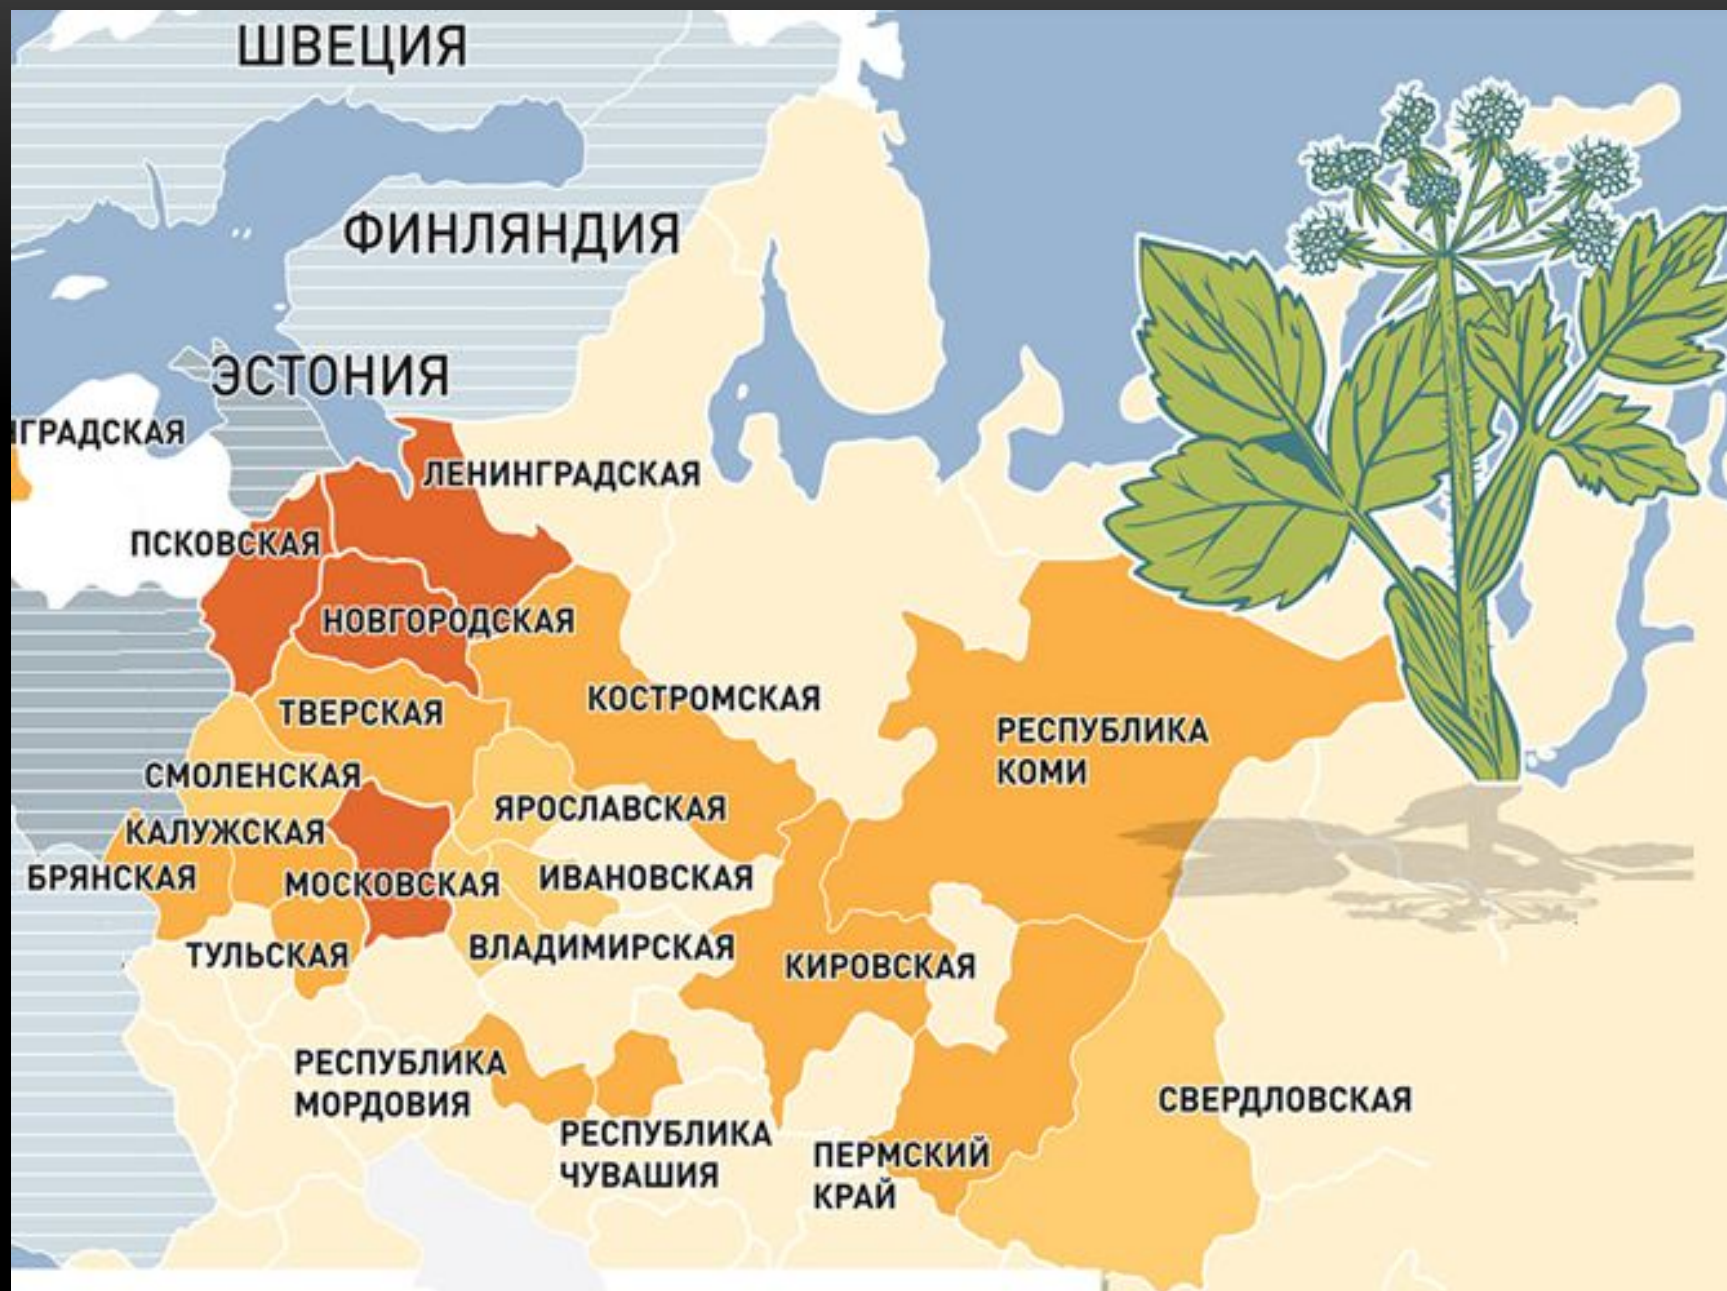 ШВЕЦИЯ
ФИНЛЯНДИЯ
ЭСТОНИЯ
НГРАДСКАЯ
ЛЕНИНГРАДСКАЯ
ПСКОВСКАЯ
НОВГОРОДСКАЯ
КОСТРОМСКАЯ
ТВЕРСКАЯ
РЕСПУБЛИКА
КОМИ
СМОЛЕНСКАЯ
ЯРОСЛАВСКАЯ
КАЛУЖСКАЯ
БРЯНСКАЯ
МОСКОВСКАЯ
ИВАНОВСКАЯ
ТУЛЬСКАЯ
ВЛАДИМИРСКАЯ
КИРОВСКАЯ
РЕСПУБЛИКА
МОРДОВИЯ
СВЕРДЛОВСКАЯ
РЕСПУБЛИКА
ЧУВАШИЯ
ПЕРМСКИЙ
КРАЙ